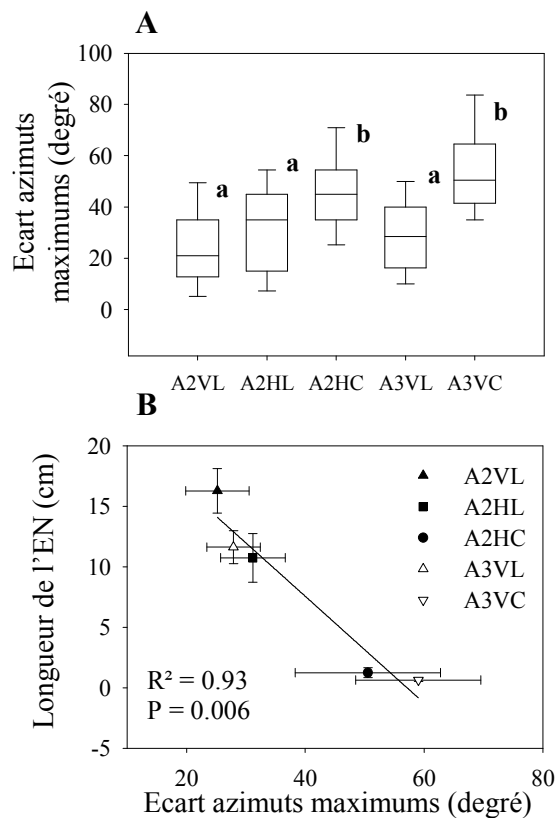 A
Ecart azimuts
maximums (degré)
100
80
60
40
20
0
a
a
b
a
b
A2VL
A2HL
A2HC
A3VL
A3VC
B
Longueur de l'EN (cm)
20
15
10
5
0
-5
A2VL
A2HL
A2HC
A3VL
A3VC
R² = 0.93
P = 0.006
20
40
60
80
Ecart azimuts maximums (degré)